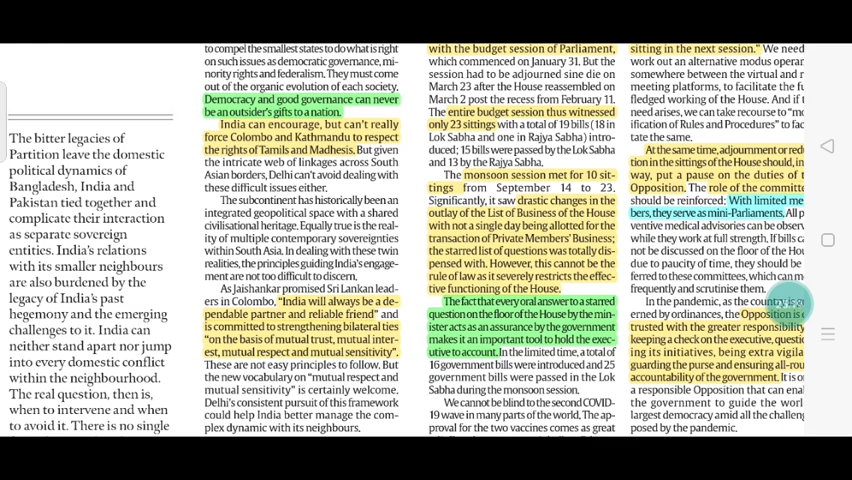 The bitter legacies of
Partition leave the domestic
political dynamics of
Bangladesh, India and
Pakistan tied together and
complicate their interaction
as separate sovereign
entities. India's relations
with its smaller neighbours
are also burdened by the
legacy of India's past
hegemony and the emerging
challenges to it. India can
neither stand apart nor jump
into every domestic conflict
within the neighbourhood.
The real question, then is,
when to intervene and when
to avoid it. There is no single
to compel the smallest states to do what is right
on such issues as democratic governance, mi-
nority rights and federalism. They must come
out of the organic evolution of each society.
Democracy and good governance can never
be an outsider's gifts to a nation.
India can encourage, but can't really
force Colombo and Kathmandu to respect
the rights of Tamils and Madhesis. But given
the intricate web of linkages across South
Asian borders, Delhi can't avoid dealing with
these difficult issues either.
The subcontinent has historically been an
integrated geopolitical space with a shared
civilisational heritage. Equally true is the real-
ity of multiple contemporary sovereignties
within South Asia. In dealing with these twin
realities, the principles guiding India's engage-
ment are not too difficult to discern.
As Jaishankar promised Sri Lankan lead-
ers in Colombo, "India will always be a de-
pendable partner and reliable friend" and
is committed to strengthening bilateral ties
"on the basis of mutual trust, mutual inter-
est, mutual respect and mutual sensitivity".
These are not easy principles to follow. But
the new vocabulary on "mutual respect and
mutual sensitivity" is certainly welcome.
Delhi's consistent pursuit of this framework
could help India better manage the com-
plex dynamic with its neighbours.
with the budget session of Parliament,
which commenced on January 31. But the
session had to be adjourned sine die on
March 23 after the House reassembled on
March 2 post the recess from February 11.
The entire budget session thus witnessed
only 23 sittings with a total of 19 bills (18 in
Lok Sabha and one in Rajya Sabha) intro-
duced; 15 bills were passed by the Lok Sabha
and 13 by the Rajya Sabha.
The monsoon session met for 10 sit-
tings from September 14 to 23.
Significantly, it saw drastic changes in the
outlay of the List of Business of the House
with not a single day being allotted for the
transaction of Private Members' Business;
the starred list of questions was totally dis-
pensed with. However, this cannot be the
rule of law as it severely restricts the effec-
tive functioning of the House.
The fact that every oral answer to a starred
question on the floor of the House by the min-
ister acts as an assurance by the government
makes it an important tool to hold the exec-
utive to account. In the limited time, a total of
16 government bills were introduced and 25
government bills were passed in the Lok
Sabha during the monsoon session.
We cannot be blind to the second COVID-
19 wave in many parts of the world. The ap-
proval for the two vaccines comes as great
sitting in the next session." We need
work out an alternative modus operan
somewhere between the virtual and r
meeting platforms, to facilitate the fu
fledged working of the House. And if t
need arises, we can take recourse to "mo
ification of Rules and Procedures" to fac
tate the same.
At the same time, adjournment or red
tion in the sittings of the House should, in
way, put a pause on the duties of t
Opposition. The role of the committe
should be reinforced: With limited me
bers, they serve as mini-Parliaments. All p
ventive medical advisories can be observ
while they work at full strength. If bills ca
not be discussed on the floor of the Hou
due to paucity of time, they should be
ferred to these committees, which can m
frequently and scrutinise them.
In the pandemic, as the count
erned by ordinances, the Opposition is
trusted with the greater responsibility
keeping a check on the executive, questi
ing its initiatives, being extra vigila
guarding the purse and ensuring all-rou
accountability of the government. It is o
a responsible Opposition that can ena
the government to guide the worl
largest democracy amid all the challeng
posed by the pandemic.